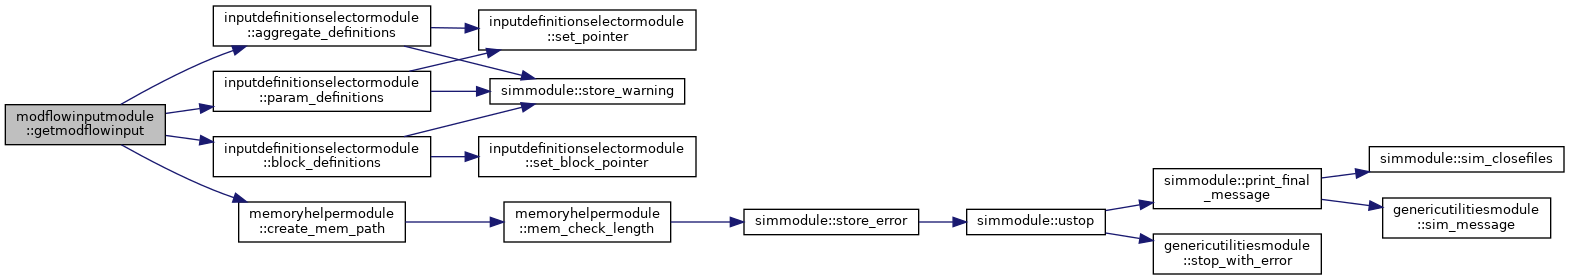 modflowinputmodule
::getmodflowinput
inputdefinitionselectormodule
::aggregate_definitions
inputdefinitionselectormodule
::param_definitions
inputdefinitionselectormodule
::block_definitions
memoryhelpermodule
::create_mem_path
inputdefinitionselectormodule
::set_pointer
simmodule::store_warning
inputdefinitionselectormodule
::set_block_pointer
memoryhelpermodule
::mem_check_length
simmodule::store_error
simmodule::ustop
simmodule::print_final
_message
genericutilitiesmodule
::stop_with_error
simmodule::sim_closefiles
genericutilitiesmodule
::sim_message